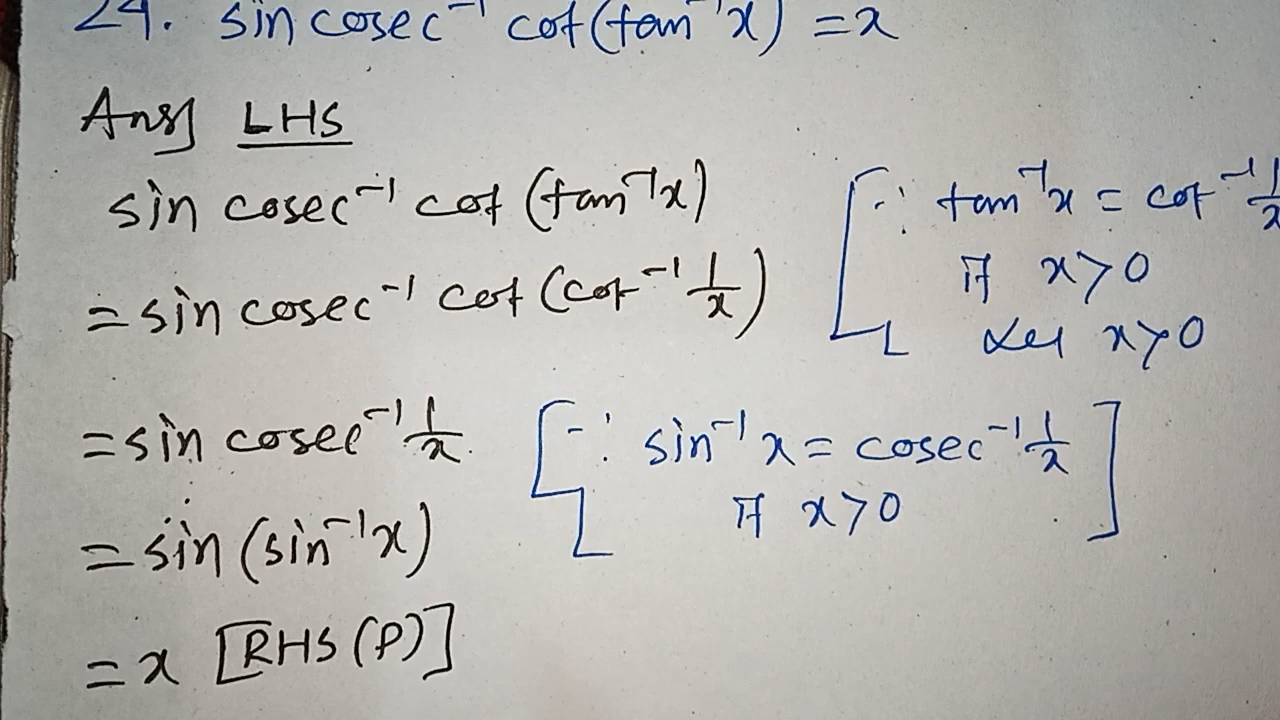 24. sin cosec⁻¹ cot(tan⁻¹x) = x
Ans] LHS
sin cosec⁻¹ cot (tan⁻¹x) [∵ tan⁻¹x = cot⁻¹ 1/x
if x>0
Let x>0
= sin cosec⁻¹ cot (cot⁻¹ 1/x)
= sin cosec⁻¹ 1/x. [∵ sin⁻¹x = cosec⁻¹ 1/x]
if x>0
= sin (sin⁻¹x)
= x [RHS (P)]